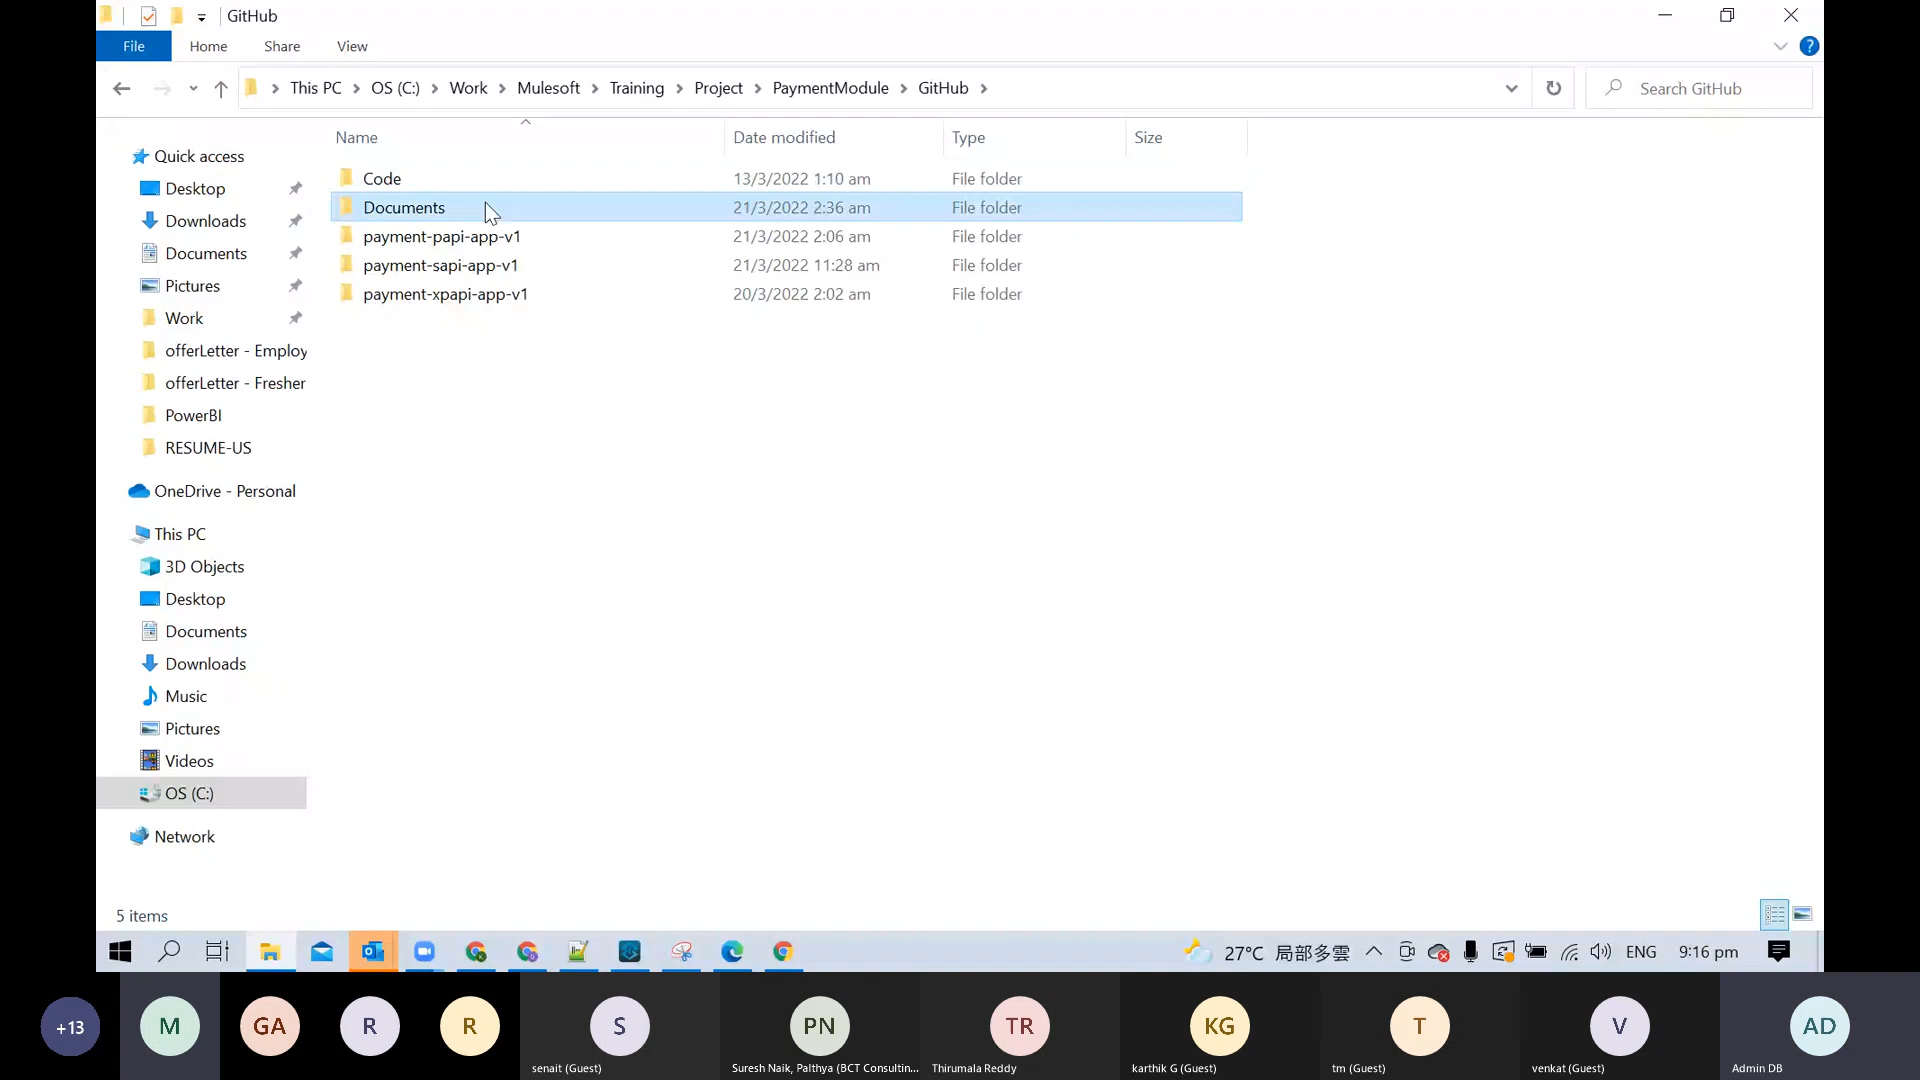 GitHub
File Home Share View
This PC OS (C:) Work Mulesoft Training Project PaymentModule GitHub
Search GitHub
Name Date modified Type Size
Code 13/3/2022 1:10 am File folder
Documents 21/3/2022 2:36 am File folder
payment-papi-app-v1 21/3/2022 2:06 am File folder
payment-sapi-app-v1 21/3/2022 11:28 am File folder
payment-xpapi-app-v1 20/3/2022 2:02 am File folder
Quick access
Desktop
Downloads
Documents
Pictures
Work
offerLetter - Employ
offerLetter - Fresher
PowerBI
RESUME-US
OneDrive - Personal
This PC
3D Objects
Desktop
Documents
Downloads
Music
Pictures
Videos
OS (C:)
Network
5 items
27°C 局部多雲 ENG 9:16 pm
+13 M GA R R S PN TR KG T V AD
senait (Guest) Suresh Naik, Palthya (BCT Consultin... Thirumala Reddy karthik G (Guest) tm (Guest) venkat (Guest) Admin DB